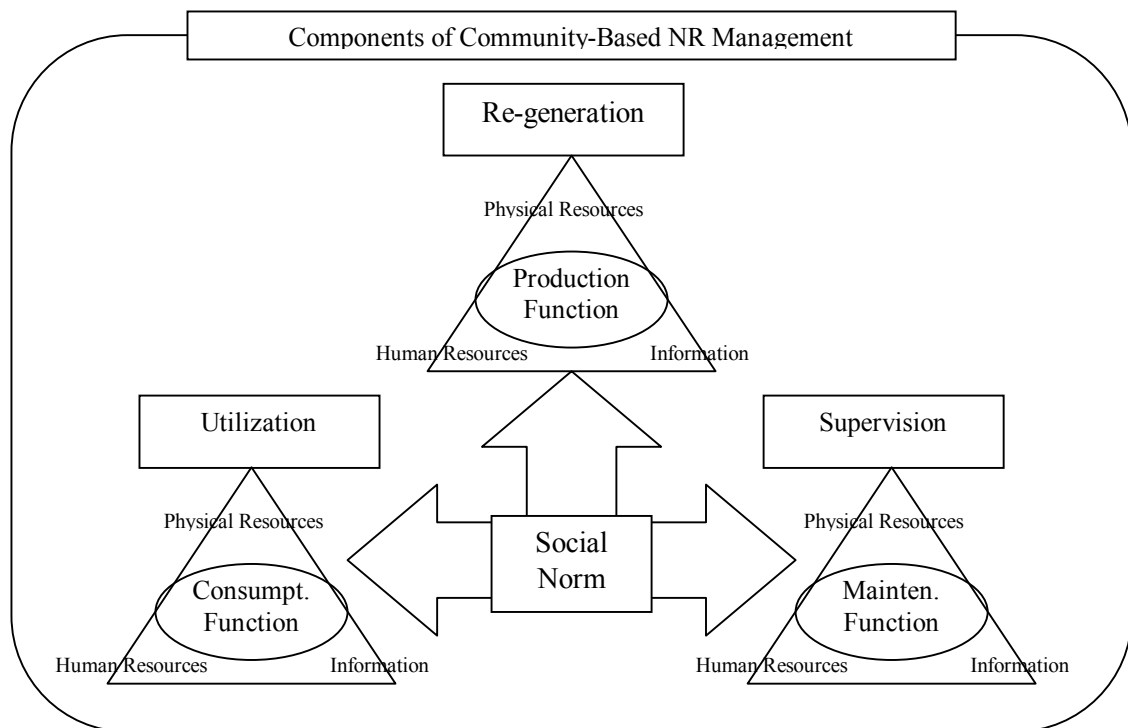 Components of Community-Based NR Management
Re-generation
Physical Resources
Production
Function
Human Resources
Information
Utilization
Physical Resources
Consumpt.
Function
Human Resources
Information
Social
Norm
Supervision
Physical Resources
Mainten.
Function
Human Resources
Information